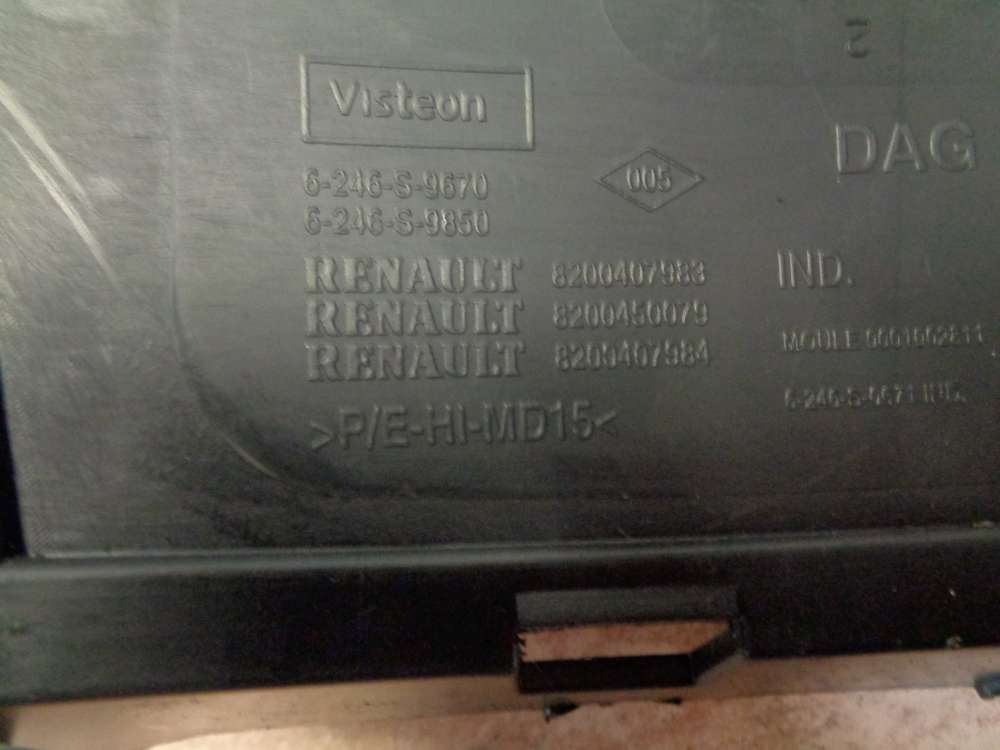 2
Visteon
DAG
6-246-S-9670
005
6-246-S-9850
RENAULT 8200407983
IND.
RENAULT 8200450079
RENAULT 8200407984
MOULE
>P/E-HI-MD15<